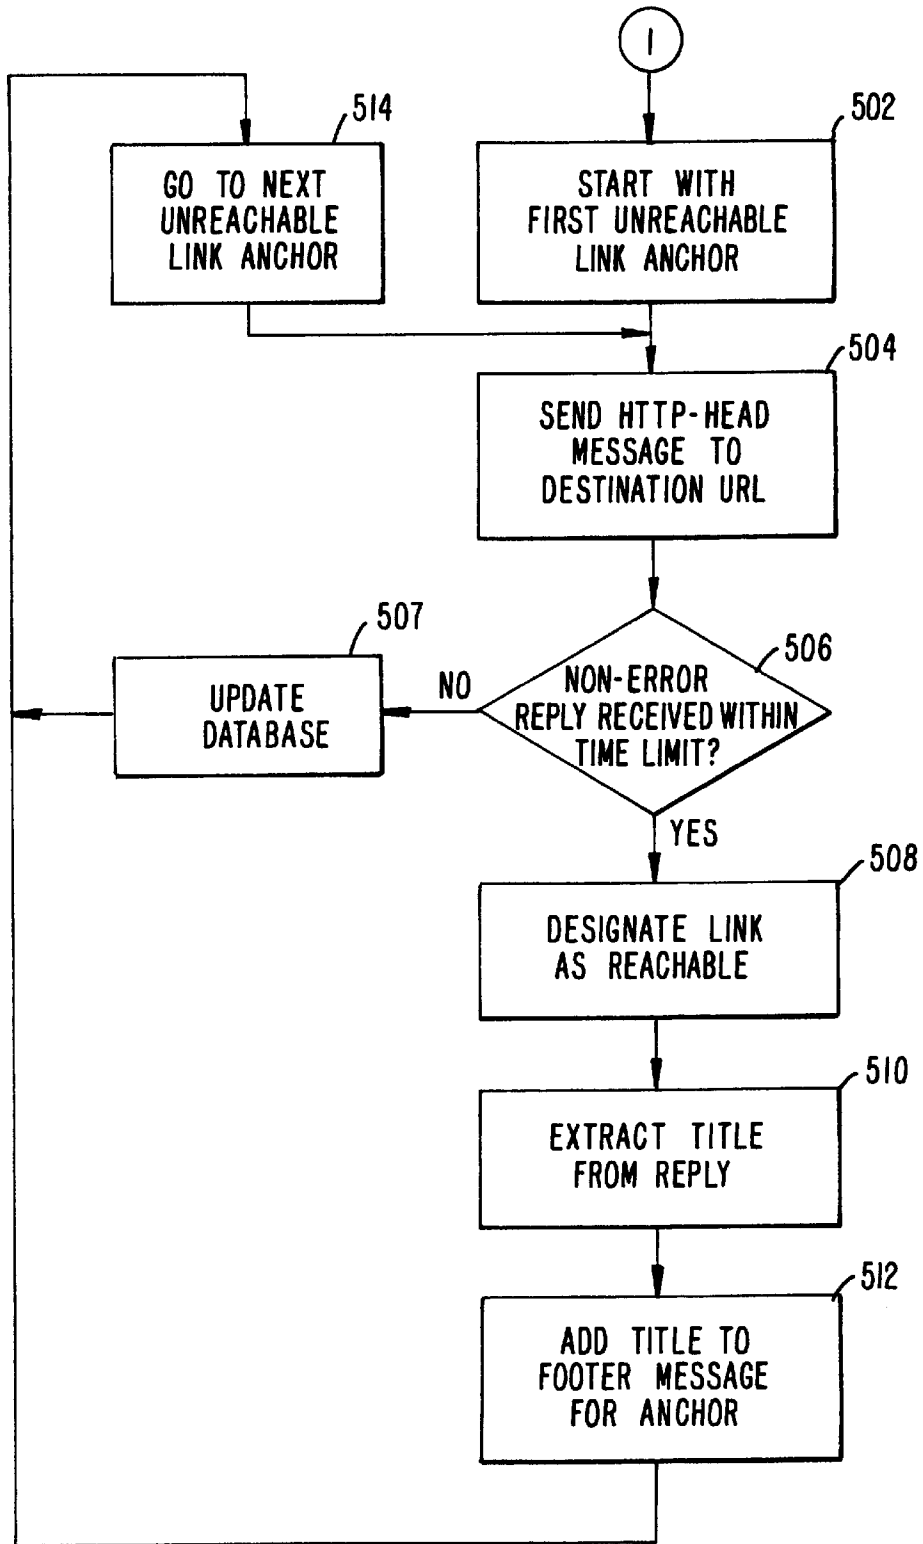 1
514
GO TO NEXT
UNREACHABLE
LINK ANCHOR
502
START WITH
FIRST UNREACHABLE
LINK ANCHOR
504
SEND HTTP-HEAD
MESSAGE TO
DESTINATION URL
506
NON-ERROR
REPLY RECEIVED WITHIN
TIME LIMIT?
NO
507
UPDATE
DATABASE
YES
508
DESIGNATE LINK
AS REACHABLE
510
EXTRACT TITLE
FROM REPLY
512
ADD TITLE TO
FOOTER MESSAGE
FOR ANCHOR